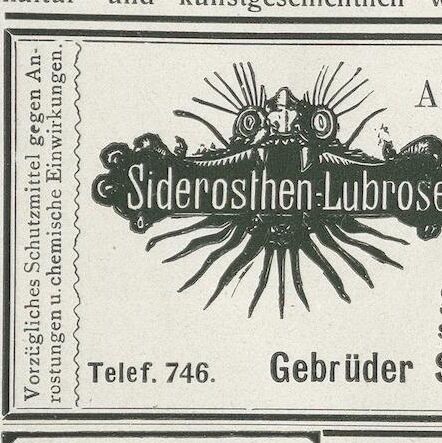 Vorzügliches Schutzmittel gegen An-
rostungen u. chemische Einwirkungen.
A
Siderosthen-Lubrose
Telef. 746. Gebrüder S